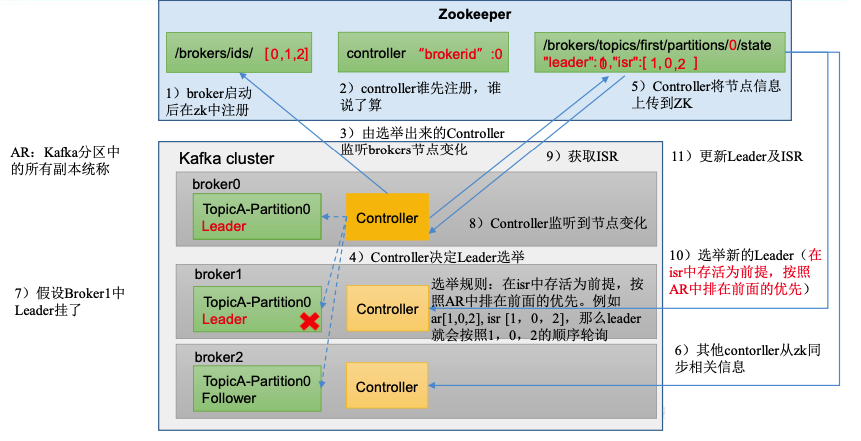 Zookeeper
/brokers/ids/ [0,1,2]
controller “brokerid” :0
/brokers/topics/first/partitions/0/state
"leader": ,"isr":[ 1,0,2 ]
1）broker启动
后在zk中注册
2）controller谁先注册，谁
说了算
5）Controller将节点信息
上传到ZK
3）由选举出来的Controller
监听brokers节点变化
AR：Kafka分区中
的所有副本统称
Kafka cluster
9）获取ISR
11）更新Leader及ISR
broker0
TopicA-Partition0
Leader
Controller
8）Controller监听到节点变化
4）Controller决定Leader选举
10）选举新的Leader（在
isr中存活为前提，按照
AR中排在前面的优先）
broker1
TopicA-Partition0
Leader
Controller
选举规则：在isr中存活为前提，按
照AR中排在前面的优先。例如
ar[1,0,2], isr [1，0，2]，那么leader
就会按照1，0，2的顺序轮询
7）假设Broker1中
Leader挂了
broker2
TopicA-Partition0
Follower
Controller
6）其他contorller从zk同
步相关信息